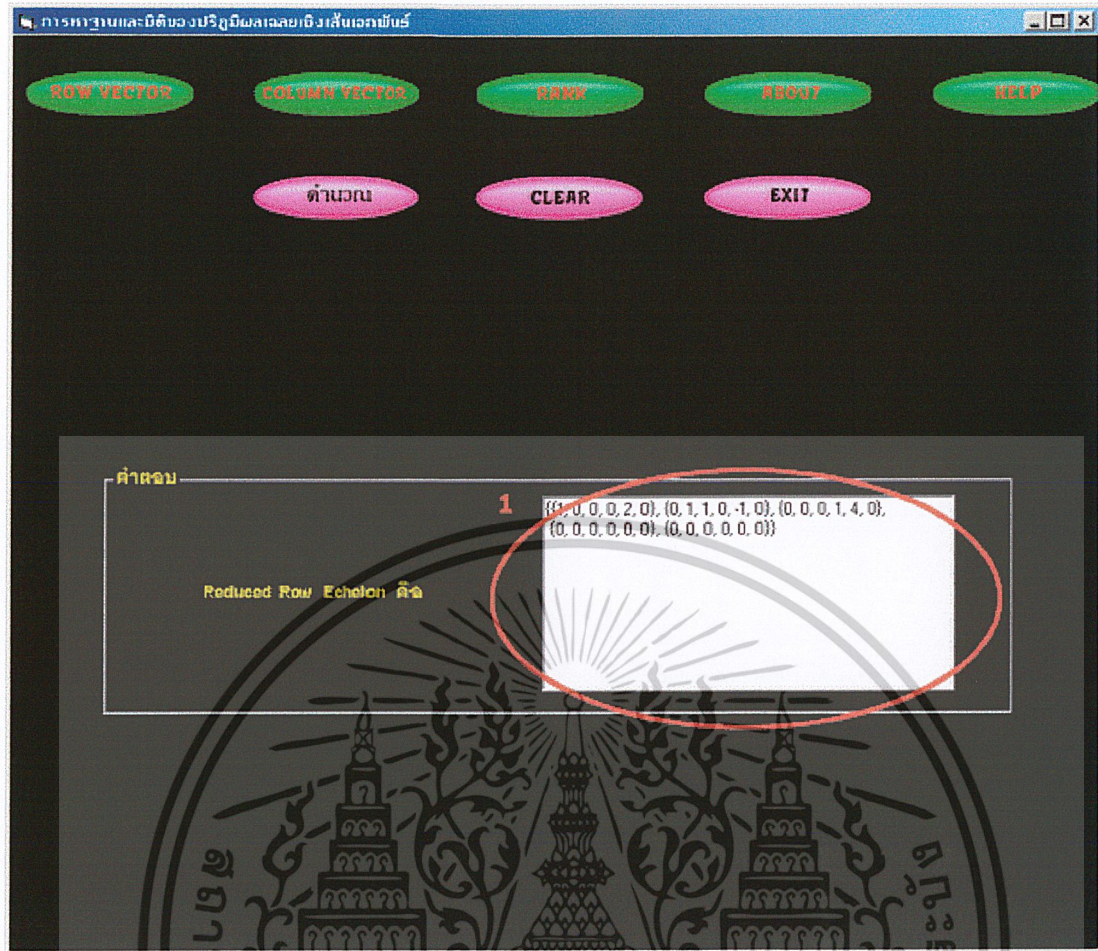 การหาฐานและมิติของปริภูมิผลเฉลยเชิงเส้นเอกพันธ์
ROW VECTOR
COLUMN VECTOR
RANK
ABOUT
HELP
คำนวณ
CLEAR
EXIT
คำตอบ
1
{{1, 0, 0, 0, 2, 0}, {0, 1, 1, 0, -1, 0}, {0, 0, 0, 1, 4, 0},
{0, 0, 0, 0, 0, 0}, {0, 0, 0, 0, 0, 0}}
Reduced Row Echelon คือ